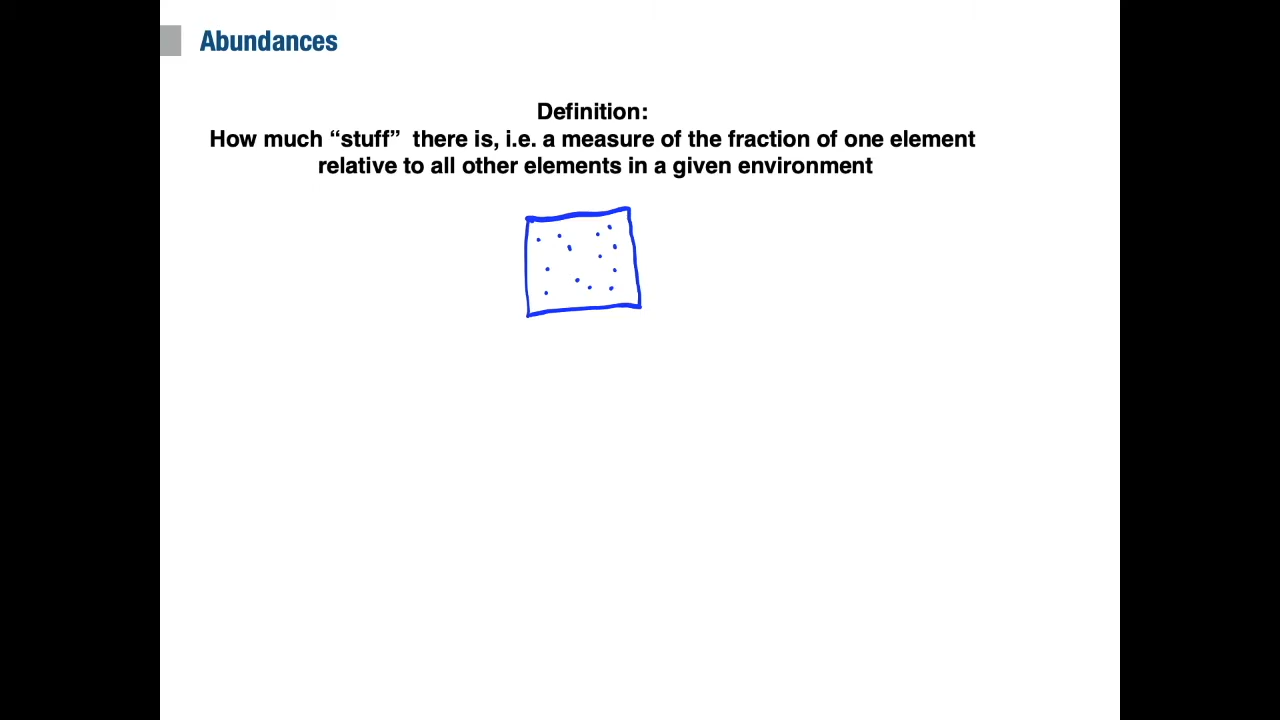 Abundances
Definition:
How much “stuff”  there is, i.e. a measure of the fraction of one element
relative to all other elements in a given environment